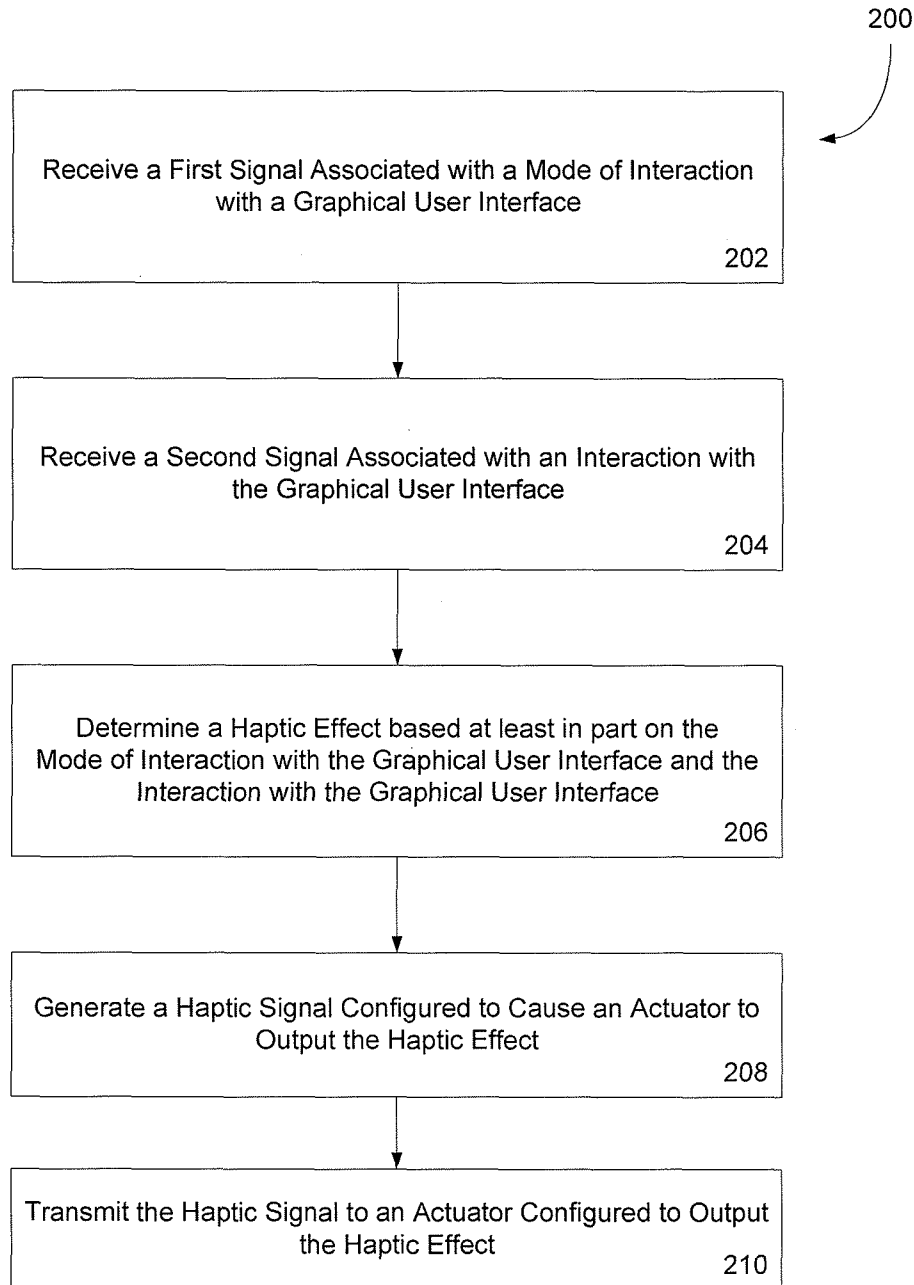 200
Receive a First Signal Associated with a Mode of Interaction
with a Graphical User Interface
202
Receive a Second Signal Associated with an Interaction with
the Graphical User Interface
204
Determine a Haptic Effect based at least in part on the
Mode of Interaction with the Graphical User Interface and the
Interaction with the Graphical User Interface
206
Generate a Haptic Signal Configured to Cause an Actuator to
Output the Haptic Effect
208
Transmit the Haptic Signal to an Actuator Configured to Output
the Haptic Effect
210